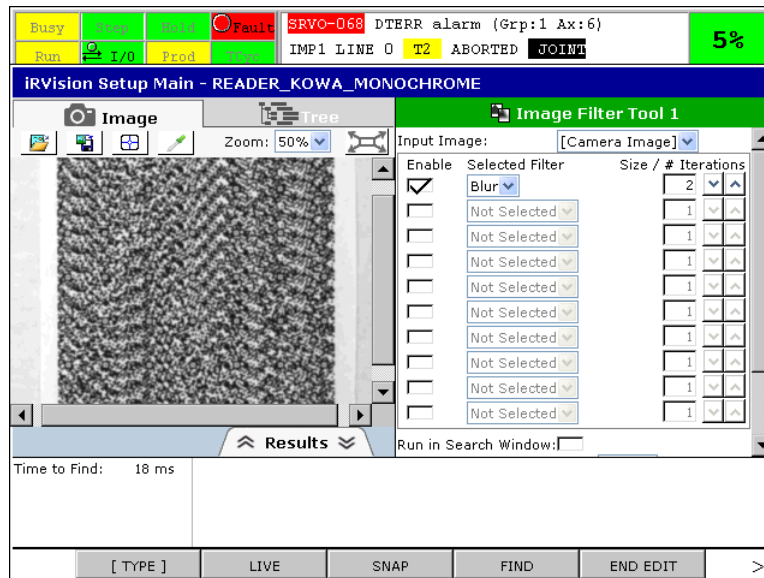 Busy Step Hold Fault SRVO-068 DTERR alarm (Grp:1 Ax:6)
Run I/O Prod TCyc IMP1 LINE 0 T2 ABORTED JOINT 5%
iRVision Setup Main - READER_KOWA_MONOCHROME
Image Tree Image Filter Tool 1
Zoom: 50% Input Image: [Camera Image]
Enable Selected Filter Size / # Iterations
Blur 2
Not Selected 1
Not Selected 1
Not Selected 1
Not Selected 1
Not Selected 1
Not Selected 1
Not Selected 1
Not Selected 1
Not Selected 1
Results Run in Search Window:
Time to Find: 18 ms
[ TYPE ] LIVE SNAP FIND END EDIT >